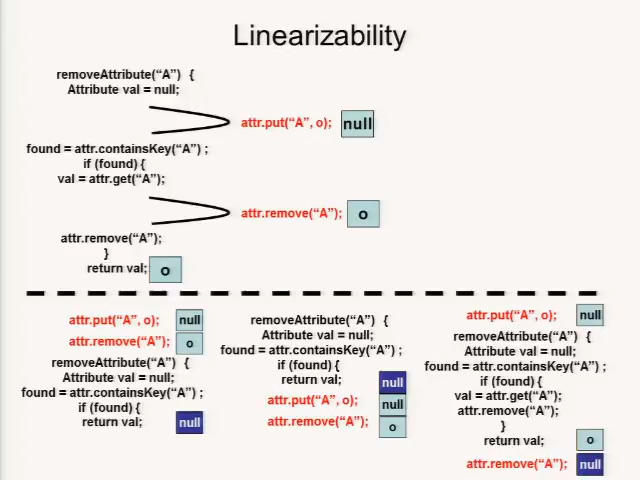 Linearizability
removeAttribute(“A”) {
Attribute val = null;
attr.put(“A”, o);
null
found = attr.containsKey(“A”) ;
if (found) {
val = attr.get(“A”);
attr.remove(“A”);
o
attr.remove(“A”);
}
return val;
o
attr.put(“A”, o);
null
attr.remove(“A”);
o
removeAttribute(“A”) {
Attribute val = null;
found = attr.containsKey(“A”) ;
if (found) {
return val;
null
removeAttribute(“A”) {
Attribute val = null;
found = attr.containsKey(“A”) ;
if (found) {
return val;
null
attr.put(“A”, o);
null
attr.remove(“A”);
o
attr.put(“A”, o);
null
removeAttribute(“A”) {
Attribute val = null;
found = attr.containsKey(“A”) ;
if (found) {
val = attr.get(“A”);
attr.remove(“A”);
}
return val;
o
attr.remove(“A”);
null